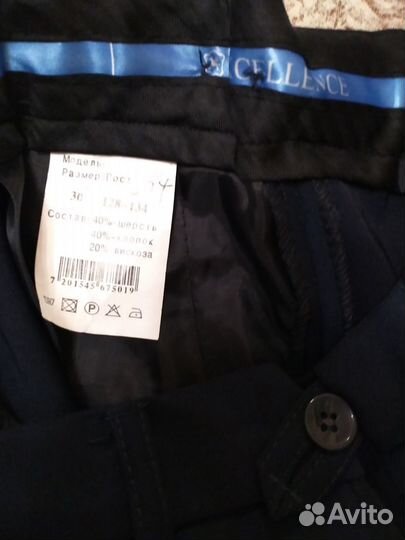 CELLENCE
Модель
Размер Рост
30 128-134
Состав 40%-шерсть
40%-хлопок
20% вискоза
7 201545 675019
P
Avito